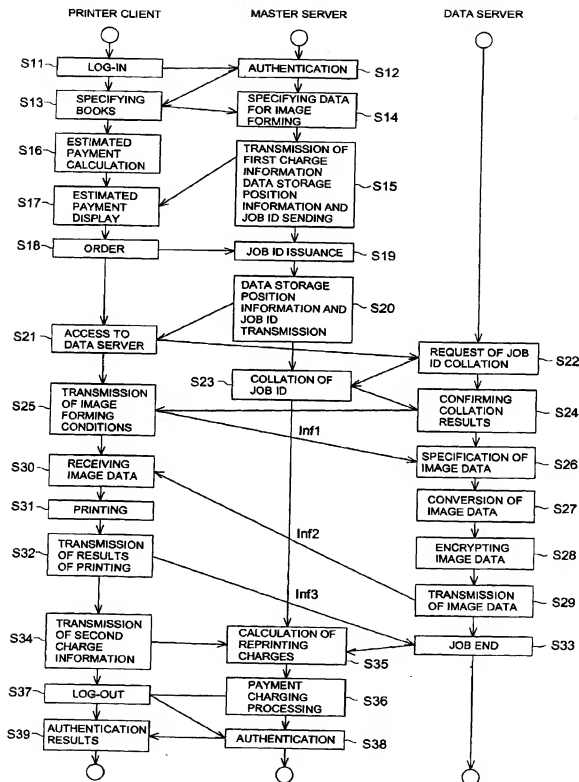 PRINTER CLIENT
MASTER SERVER
DATA SERVER
S11
LOG-IN
AUTHENTICATION
S12
S13
SPECIFYING
BOOKS
SPECIFYING DATA
FOR IMAGE
FORMING
S14
S16
ESTIMATED
PAYMENT
CALCULATION
TRANSMISSION OF
FIRST CHARGE
INFORMATION
DATA STORAGE
POSITION
INFORMATION AND
JOB ID SENDING
S15
S17
ESTIMATED
PAYMENT
DISPLAY
S18
ORDER
JOB ID ISSUANCE
S19
DATA STORAGE
POSITION
INFORMATION AND
JOB ID
TRANSMISSION
S20
S21
ACCESS TO
DATA SERVER
REQUEST OF JOB
ID COLLATION
S22
S23
COLLATION OF
JOB ID
S25
TRANSMISSION
OF IMAGE
FORMING
CONDITIONS
CONFIRMING
COLLATION
RESULTS
S24
Inf1
S30
RECEIVING
IMAGE DATA
SPECIFICATION OF
IMAGE DATA
S26
S31
PRINTING
CONVERSION OF
IMAGE DATA
S27
Inf2
S32
TRANSMISSION
OF RESULTS
OF PRINTING
ENCRYPTING
IMAGE DATA
S28
Inf3
TRANSMISSION
OF IMAGE DATA
S29
S34
TRANSMISSION
OF SECOND
CHARGE
INFORMATION
CALCULATION OF
REPRINTING
CHARGES
S35
JOB END
S33
S37
LOG-OUT
PAYMENT
CHARGING
PROCESSING
S36
S39
AUTHENTICATION
RESULTS
AUTHENTICATION
S38